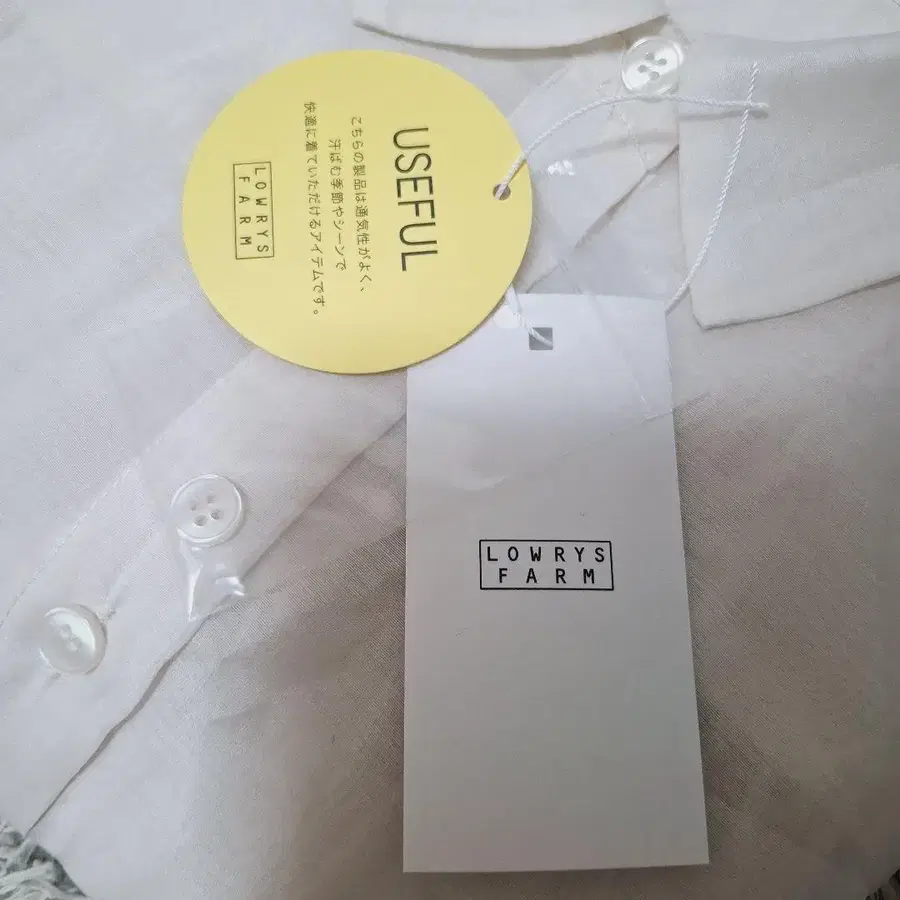 USEFUL
こちらの製品は通気性がよく、
汗ばむ季節やシーンで
快適に着ていただけるアイテムです。
LOWRYS
FARM
LOWRYS
FARM